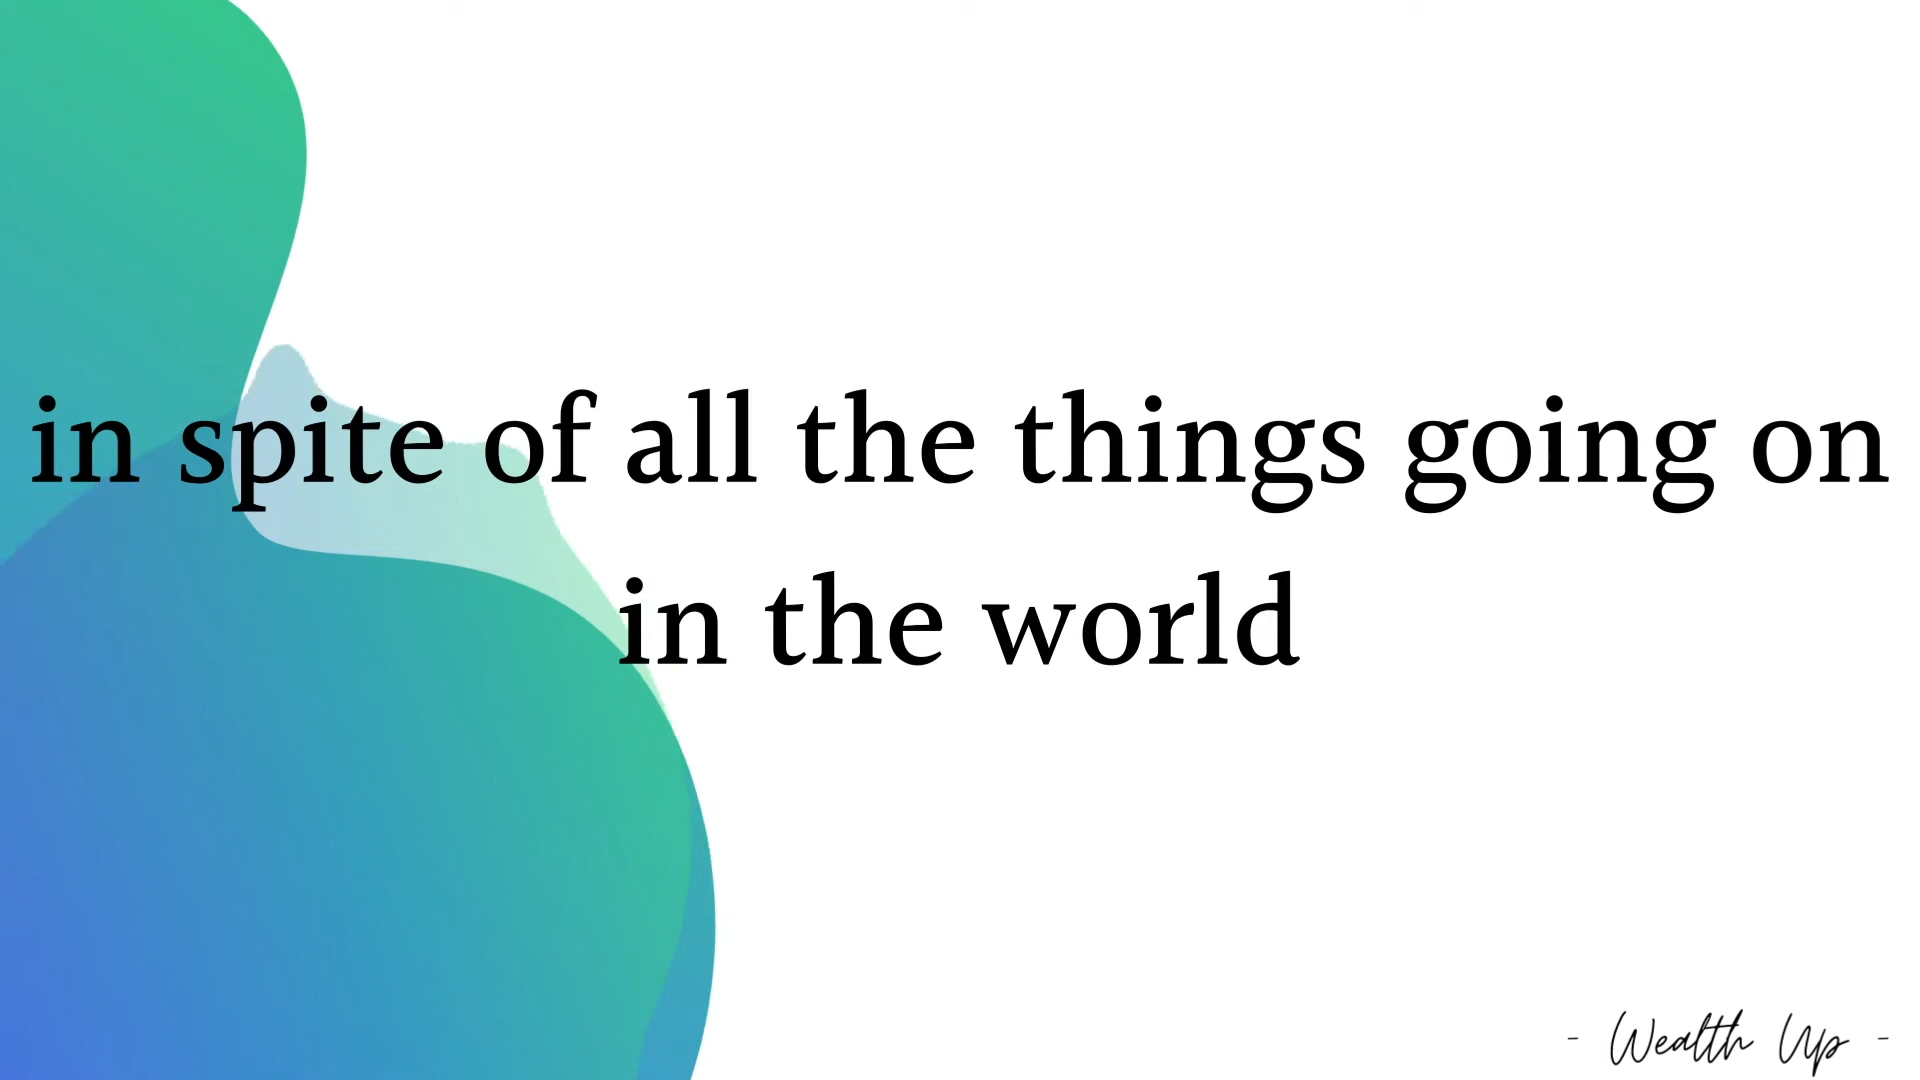 in spite of all the things going on
in the world
- Wealth Up -